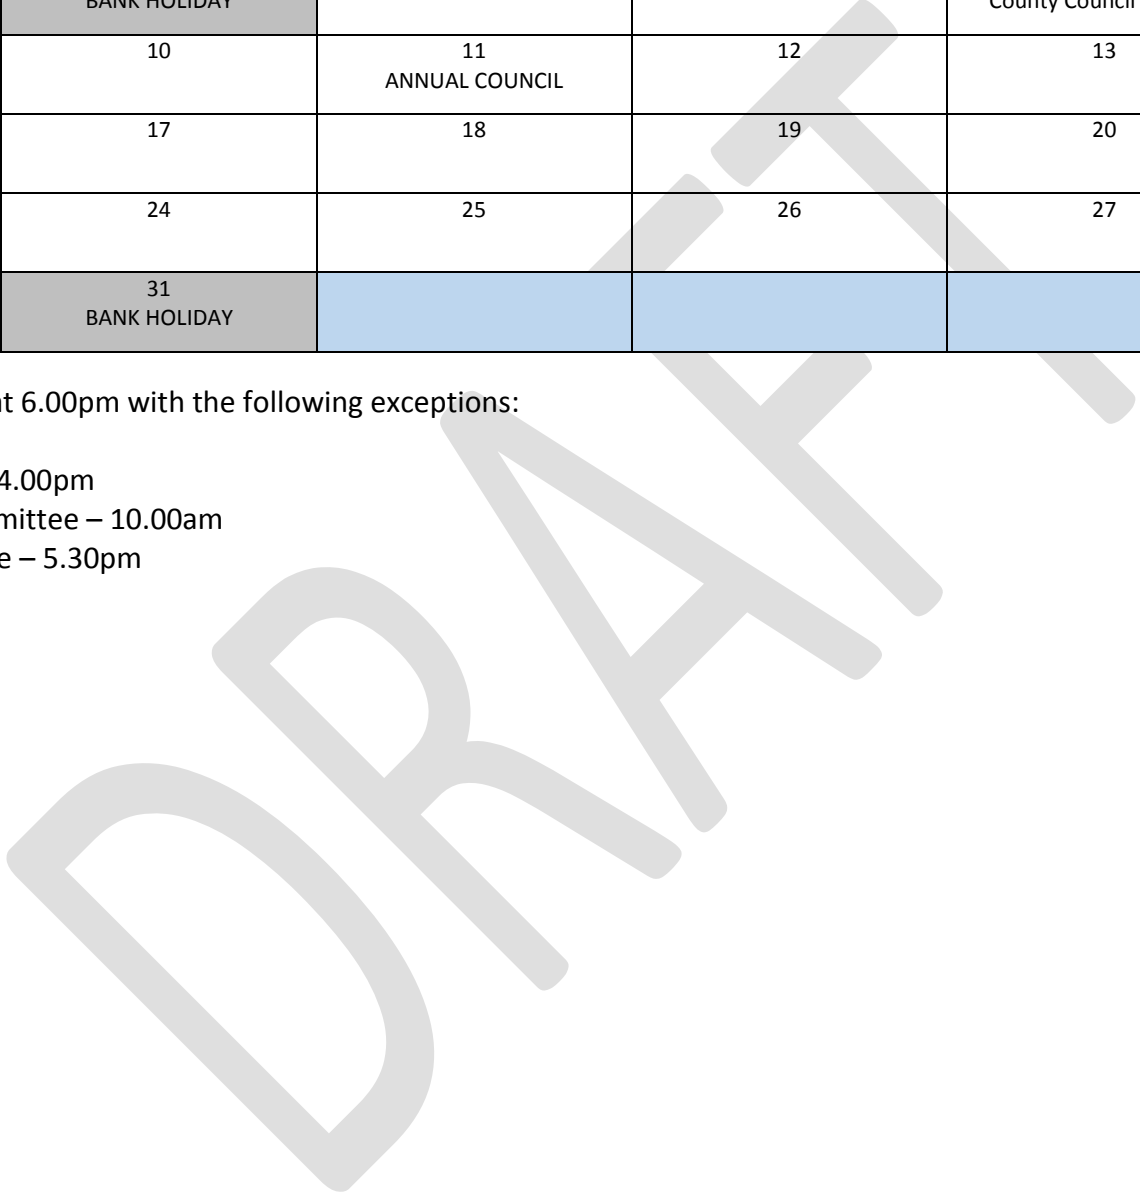 BANK HOLIDAY County Council
10 11 12 13
ANNUAL COUNCIL
17 18 19 20
24 25 26 27
31
BANK HOLIDAY
at 6.00pm with the following exceptions:
4.00pm
mittee – 10.00am
e – 5.30pm
DRAFT